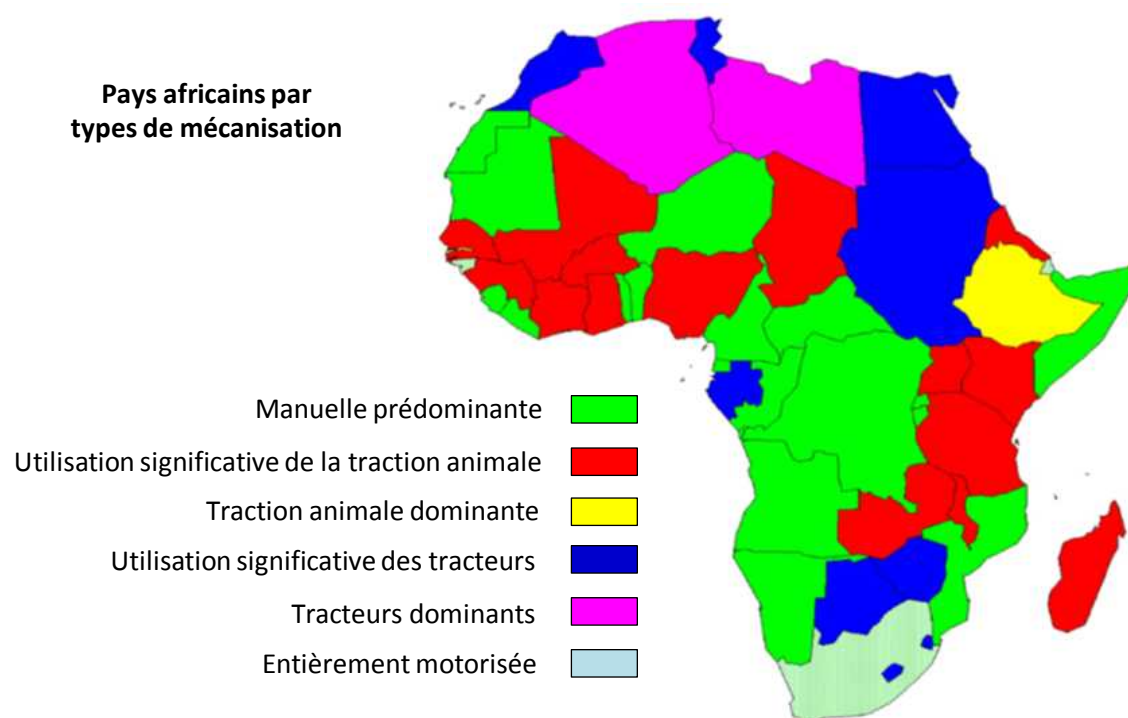 Pays africains par
types de mécanisation
Manuelle prédominante
Utilisation significative de la traction animale
Traction animale dominante
Utilisation significative des tracteurs
Tracteurs dominants
Entièrement motorisée